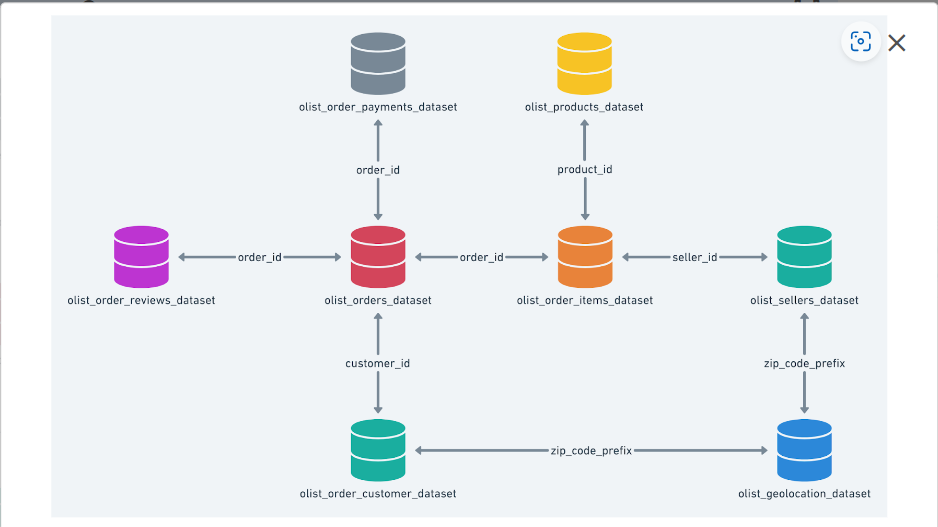 olist_order_payments_dataset
olist_products_dataset
order_id
product_id
order_id
order_id
seller_id
olist_order_reviews_dataset
olist_orders_dataset
olist_order_items_dataset
olist_sellers_dataset
customer_id
zip_code_prefix
zip_code_prefix
olist_order_customer_dataset
olist_geolocation_dataset